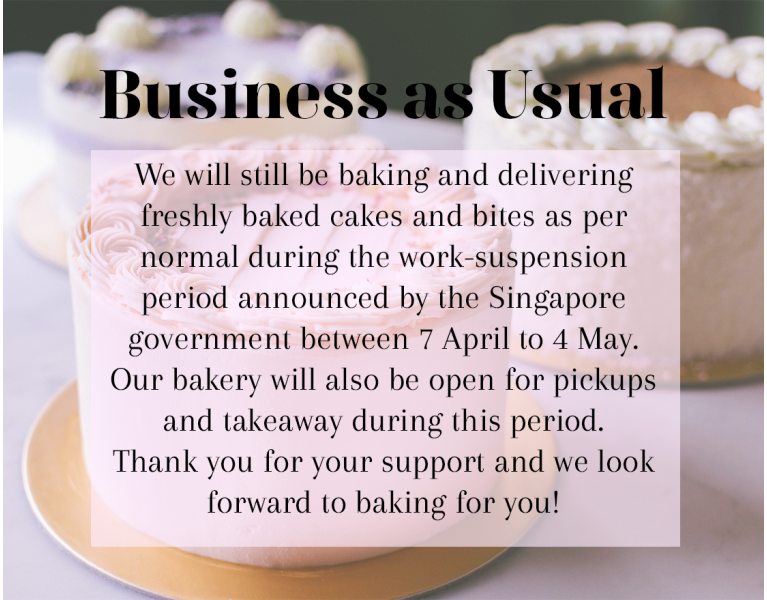 Business as Usual
We will still be baking and delivering
freshly baked cakes and bites as per
normal during the work-suspension
period announced by the Singapore
government between 7 April to 4 May.
Our bakery will also be open for pickups
and takeaway during this period.
Thank you for your support and we look
forward to baking for you!